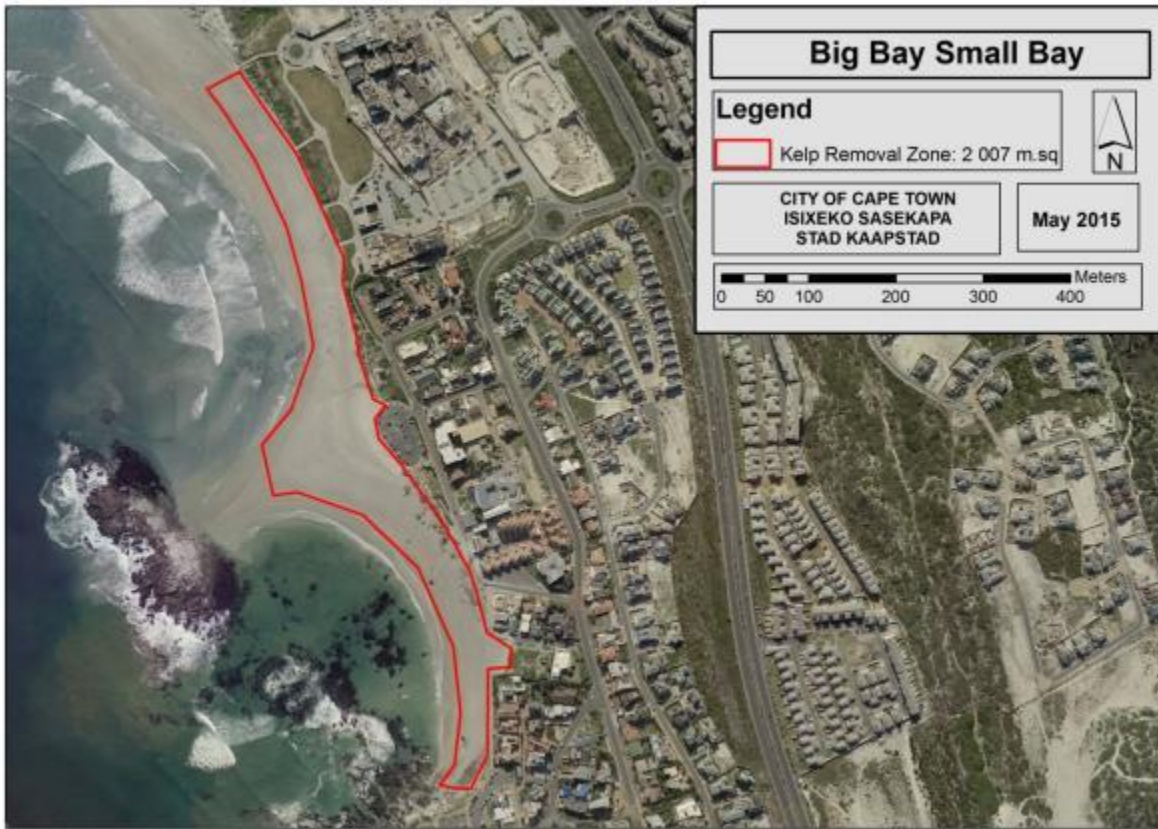 Big Bay Small Bay
Legend
Kelp Removal Zone: 2 007 m.sq
N
CITY OF CAPE TOWN
ISIXEKO SASEKAPA
STAD KAAPSTAD
May 2015
Meters
0 50 100 200 300 400